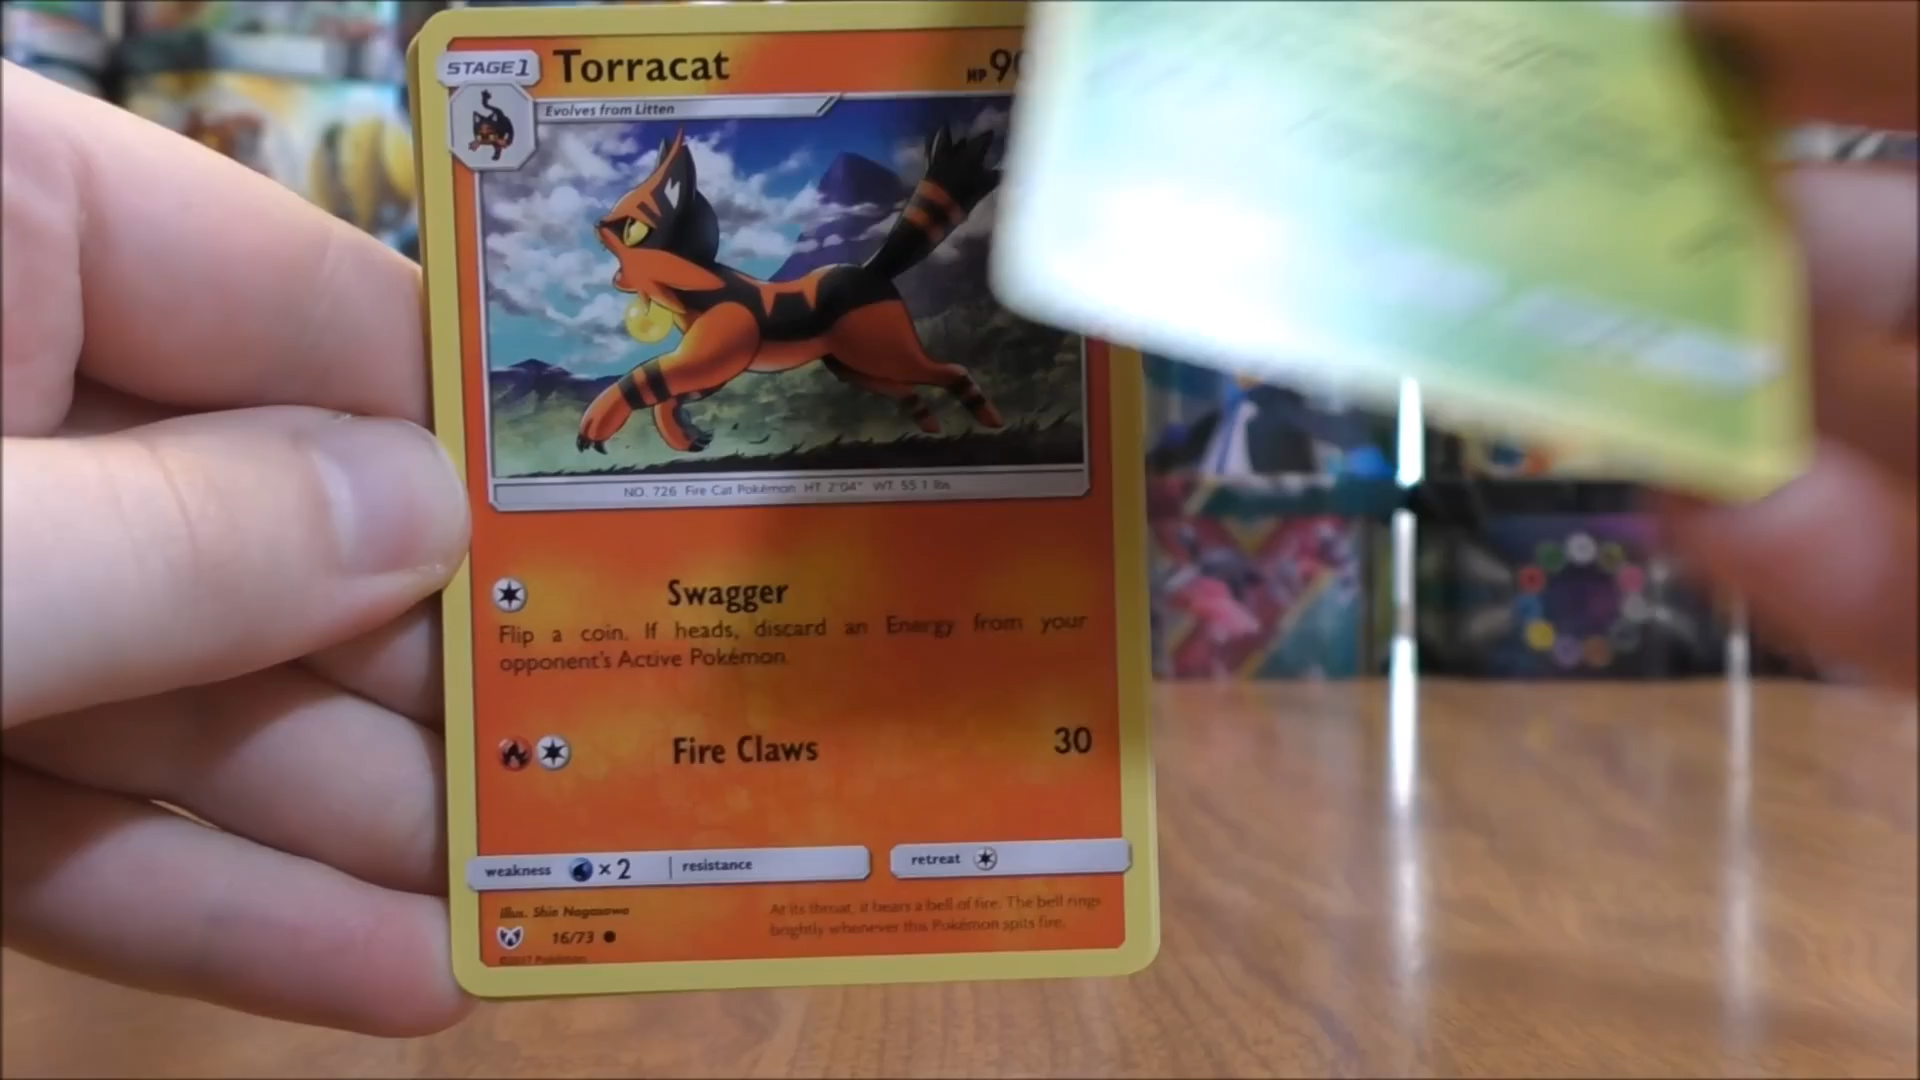 STAGE1 Torracat HP 90
Evolves from Litten
NO. 726 Fire Cat Pokémon HT 2'04" WT 55.1 lbs
Swagger
Flip a coin. If heads, discard an Energy from your
opponent's Active Pokémon.
Fire Claws 30
weakness ×2 resistance retreat
Illus. Shin Nagasawa
At its throat, it bears a bell of fire. The bell rings
brightly whenever this Pokémon spits fire.
16/73
©2017 Pokémon